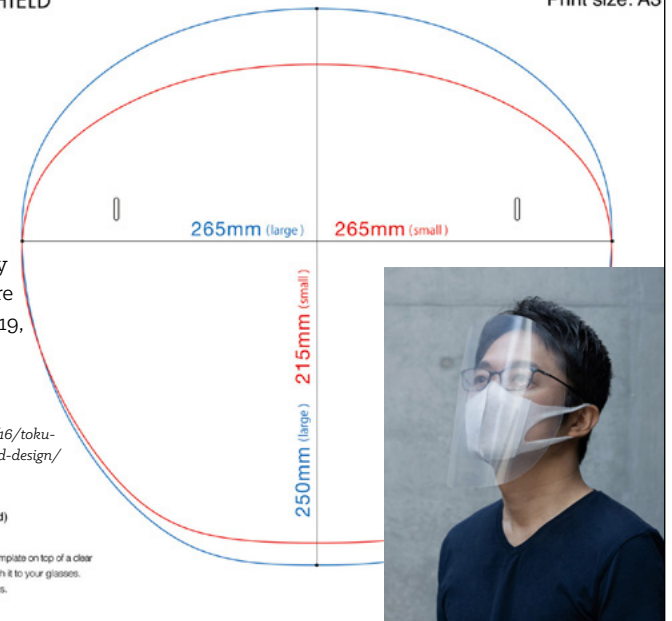 Print size: A3
265mm (large)
265mm (small)
215mm (small)
250mm (large)
19,
16/toku-
d-design/
mplate on top of a clear
h it to your glasses.